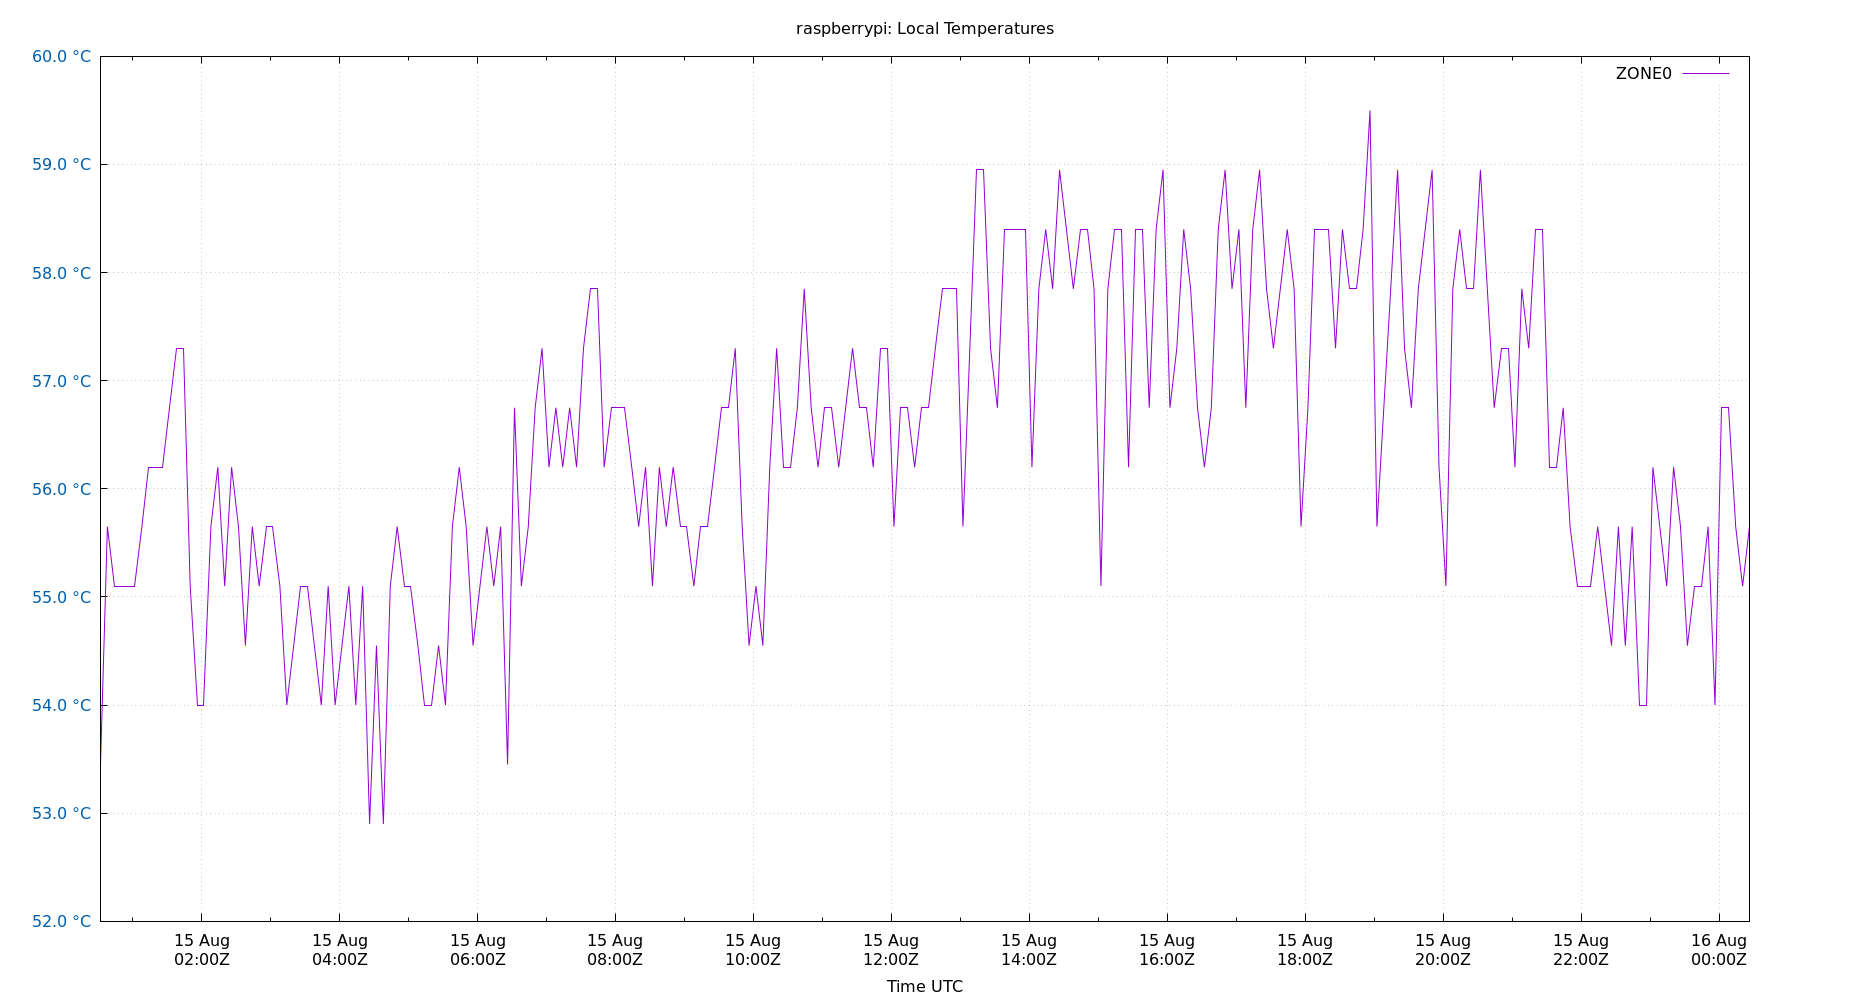 raspberrypi: Local Temperatures
60.0 °C
ZONE0
59.0 °C
58.0 °C
57.0 °C
56.0 °C
55.0 °C
54.0 °C
53.0 °C
52.0 °C
15 Aug 15 Aug 15 Aug 15 Aug 15 Aug 15 Aug 15 Aug 15 Aug 15 Aug 15 Aug 15 Aug 16 Aug
02:00Z 04:00Z 06:00Z 08:00Z 10:00Z 12:00Z 14:00Z 16:00Z 18:00Z 20:00Z 22:00Z 00:00Z
Time UTC